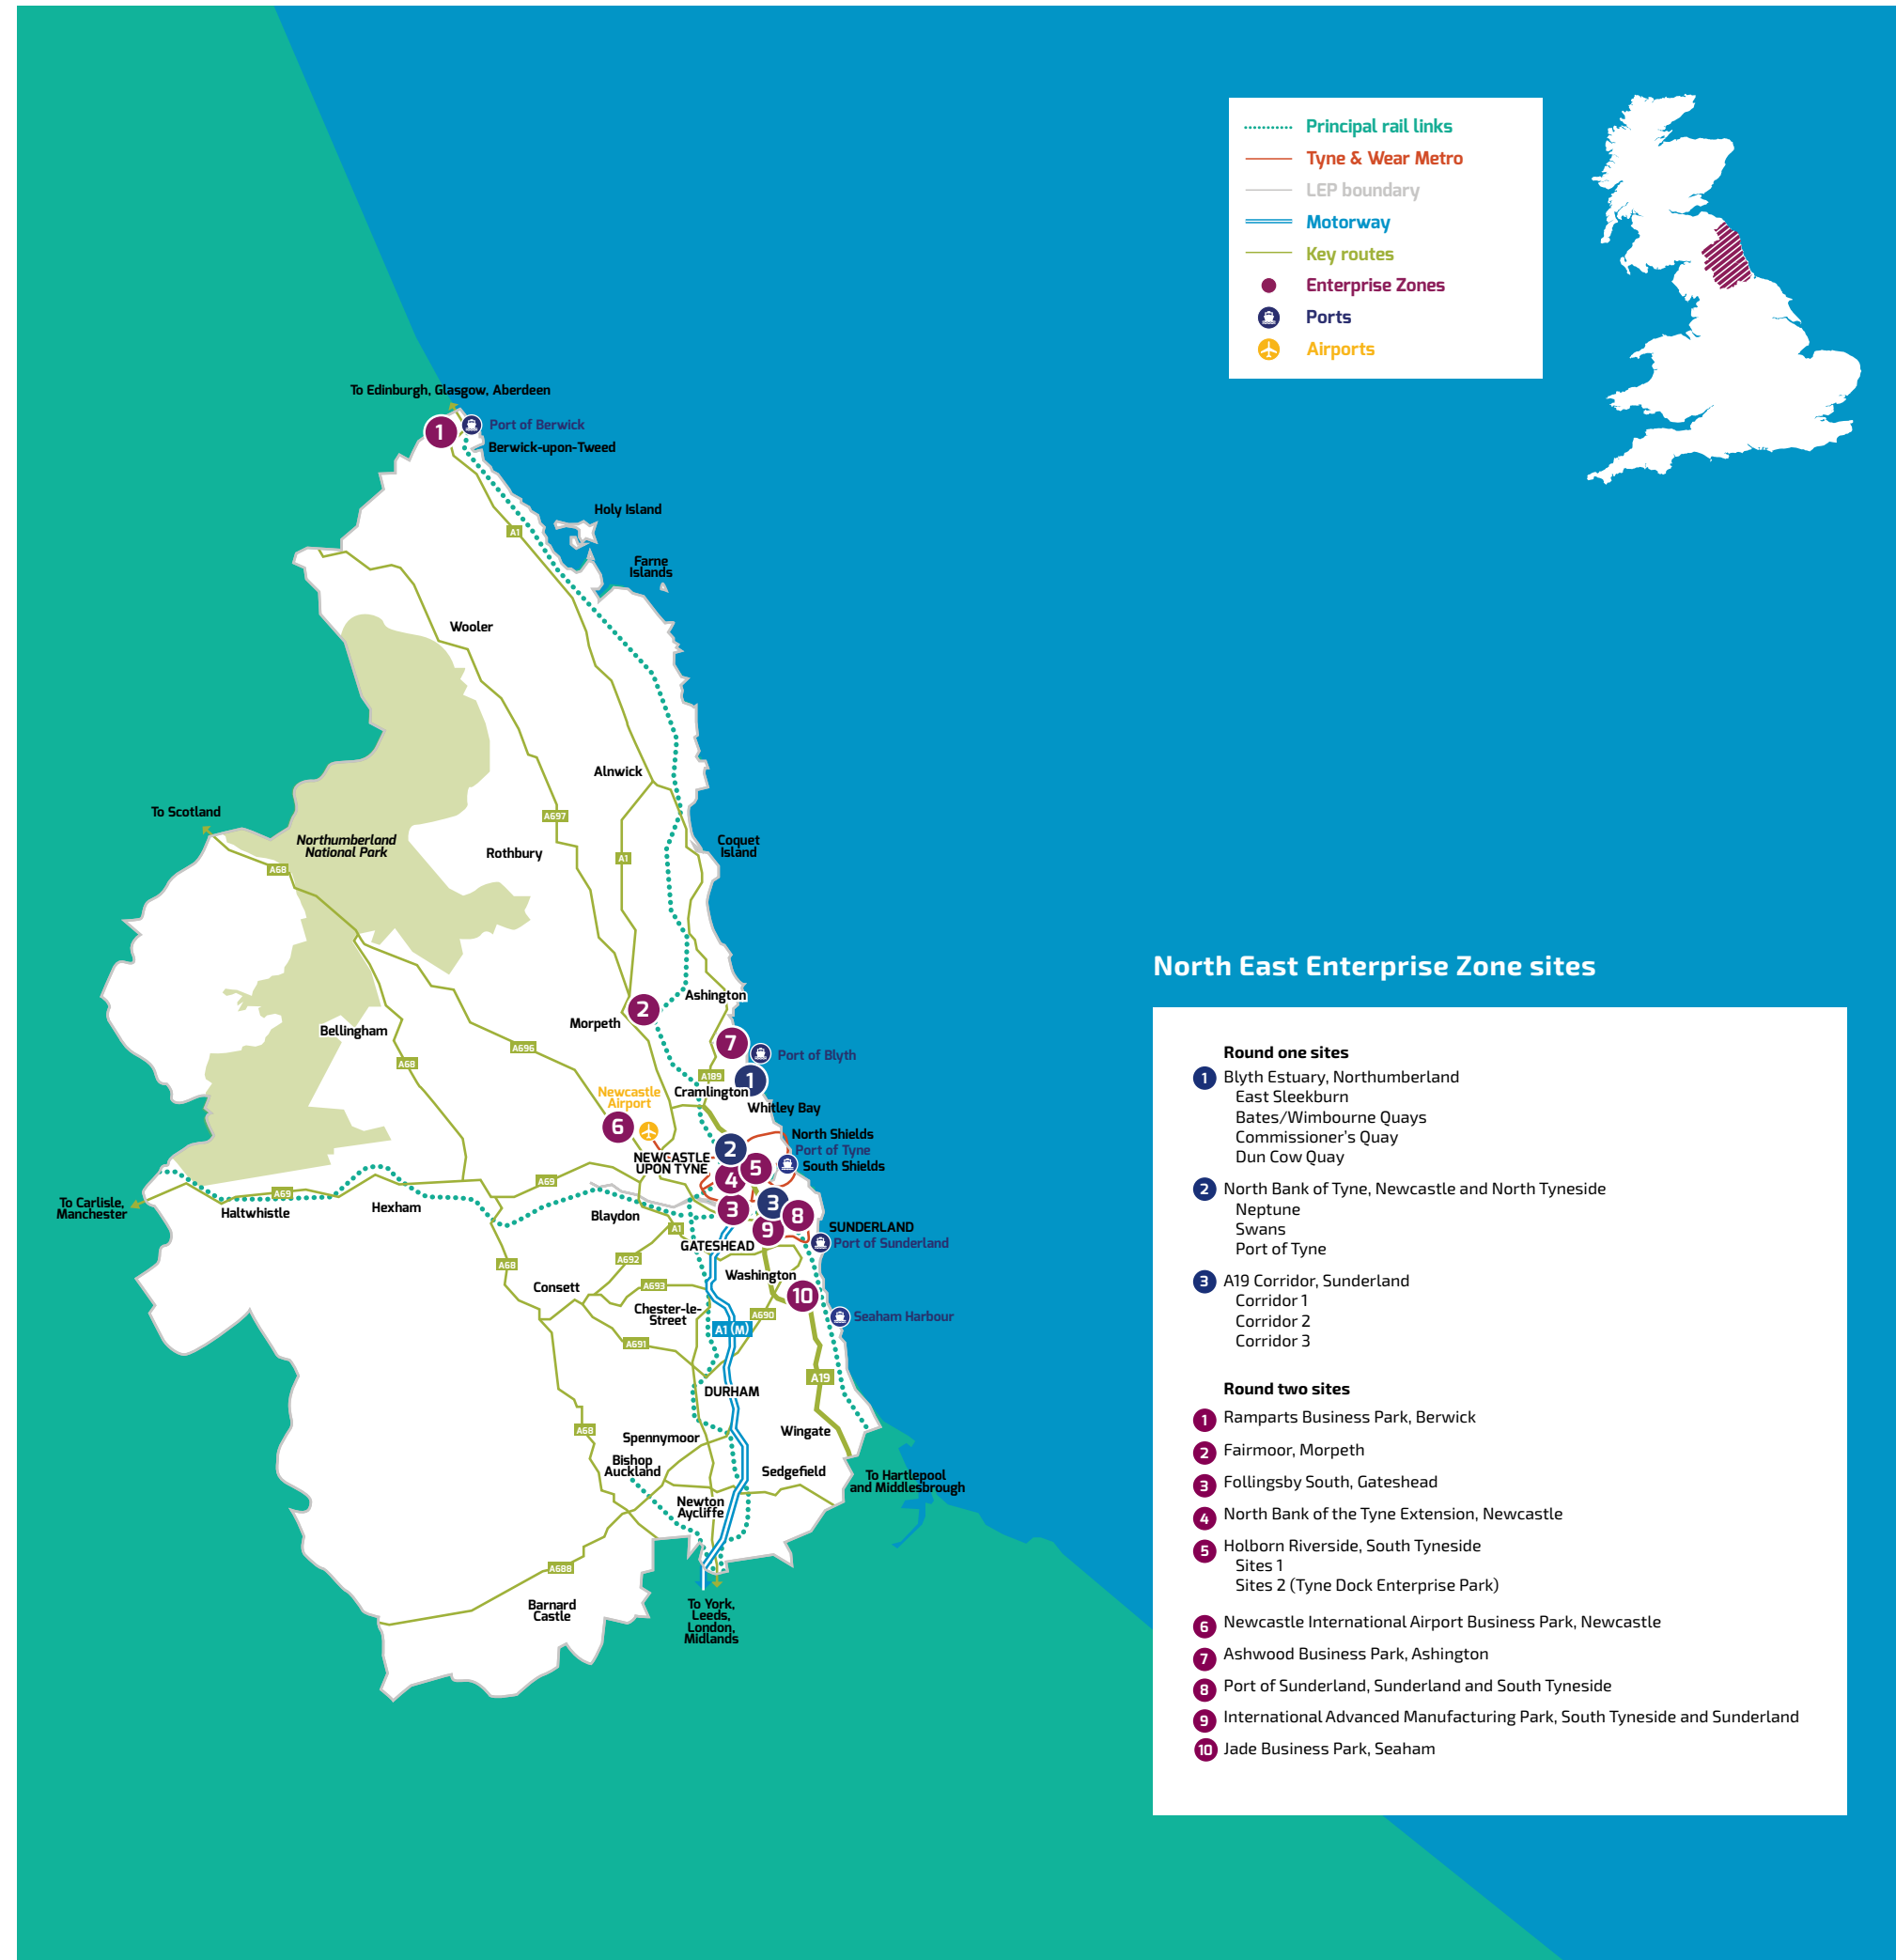 Principal rail links
Tyne & Wear Metro
LEP boundary
Motorway
Key routes
Enterprise Zones
Ports
Airports
To Edinburgh, Glasgow, Aberdeen
1
Port of Berwick
Berwick-upon-Tweed
Holy Island
A1
Farne
Islands
Wooler
Alnwick
To Scotland
A697
Northumberland
National Park
Coquet
Island
Rothbury
A1
A68
Ashington
2
Morpeth
Bellingham
7
A696
Port of Blyth
A68
A189
1
Newcastle
Airport
Cramlington
Whitley Bay
6
North Shields
2
Port of Tyne
NEWCASTLE
UPON TYNE
5
South Shields
4
A69
A69
To Carlisle,
Manchester
Haltwhistle
Hexham
3
3
Blaydon
8
9
A1
SUNDERLAND
GATESHEAD
Port of Sunderland
A692
A68
Washington
Consett
A693
10
Chester-le-
Street
A690
Seaham Harbour
A1 (M)
A691
A19
DURHAM
A68
Spennymoor
Wingate
Bishop
Auckland
Sedgefield
To Hartlepool
and Middlesbrough
Newton
Aycliffe
A688
Barnard
Castle
To York,
Leeds,
London,
Midlands
North East Enterprise Zone sites
Round one sites
1 Blyth Estuary, Northumberland
East Sleekburn
Bates/Wimbourne Quays
Commissioner's Quay
Dun Cow Quay
2 North Bank of Tyne, Newcastle and North Tyneside
Neptune
Swans
Port of Tyne
3 A19 Corridor, Sunderland
Corridor 1
Corridor 2
Corridor 3
Round two sites
1 Ramparts Business Park, Berwick
2 Fairmoor, Morpeth
3 Follingsby South, Gateshead
4 North Bank of the Tyne Extension, Newcastle
5 Holborn Riverside, South Tyneside
Sites 1
Sites 2 (Tyne Dock Enterprise Park)
6 Newcastle International Airport Business Park, Newcastle
7 Ashwood Business Park, Ashington
8 Port of Sunderland, Sunderland and South Tyneside
9 International Advanced Manufacturing Park, South Tyneside and Sunderland
10 Jade Business Park, Seaham